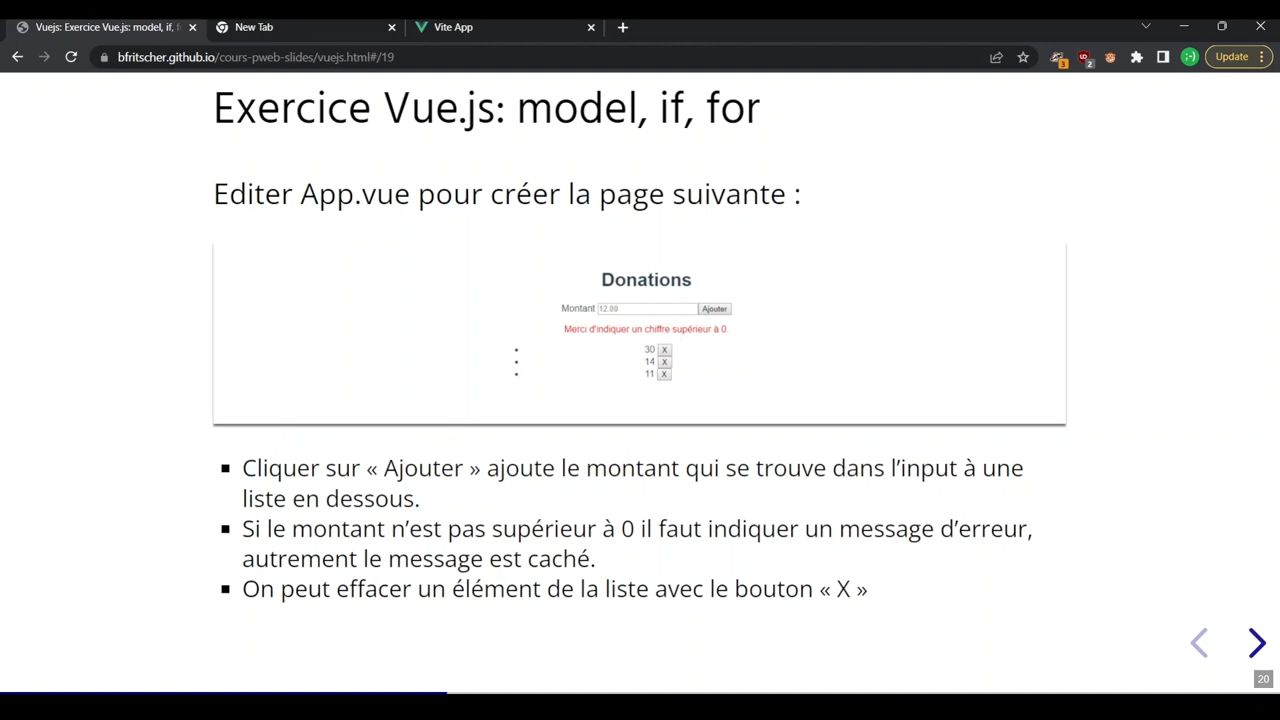 Vuejs: Exercice Vue.js: model, if, f
New Tab
Vite App
bfritscher.github.io/cours-pweb-slides/vuejs.html#/19
3
2
;-)
Update
Exercice Vue.js: model, if, for
Editer App.vue pour créer la page suivante :
Donations
Montant 12.00 Ajouter
Merci d'indiquer un chiffre supérieur à 0.
• 30 X
• 14 X
• 11 X
▪ Cliquer sur « Ajouter » ajoute le montant qui se trouve dans l’input à une
liste en dessous.
▪ Si le montant n’est pas supérieur à 0 il faut indiquer un message d’erreur,
autrement le message est caché.
▪ On peut effacer un élément de la liste avec le bouton « X »
20